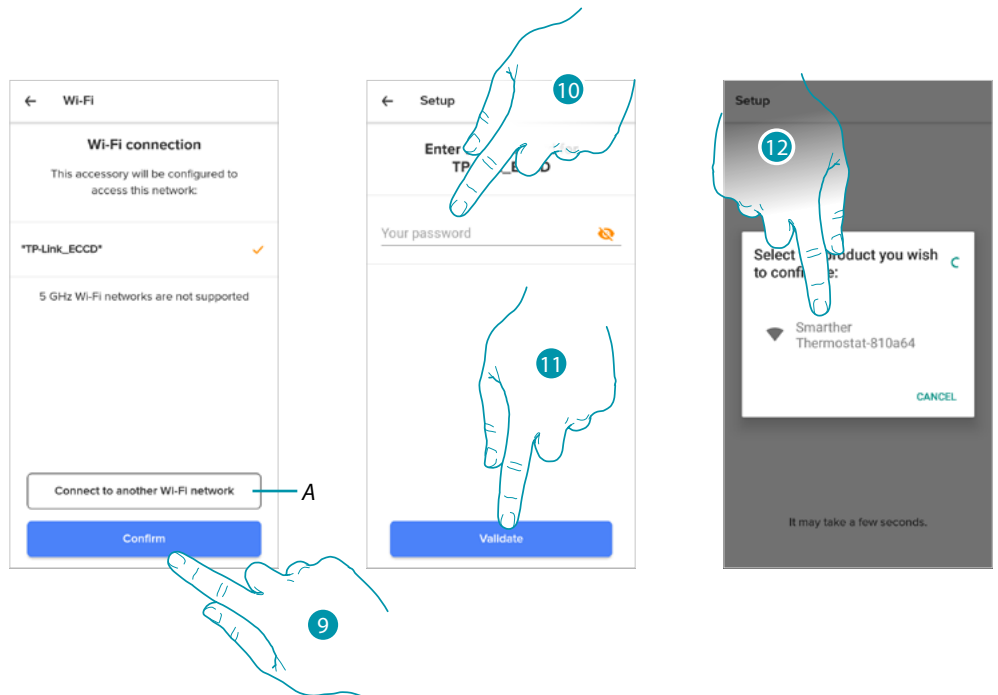 ← Wi-Fi
Wi-Fi connection
This accessory will be configured to
access this network:
"TP-Link_ECCD"
5 GHz Wi-Fi networks are not supported
Connect to another Wi-Fi network
A
Confirm
9
← Setup
10
Enter
TP
D
Your password
11
Validate
Setup
12
Select product you wish
to
Smarther
Thermostat-810a64
CANCEL
It may take a few seconds.